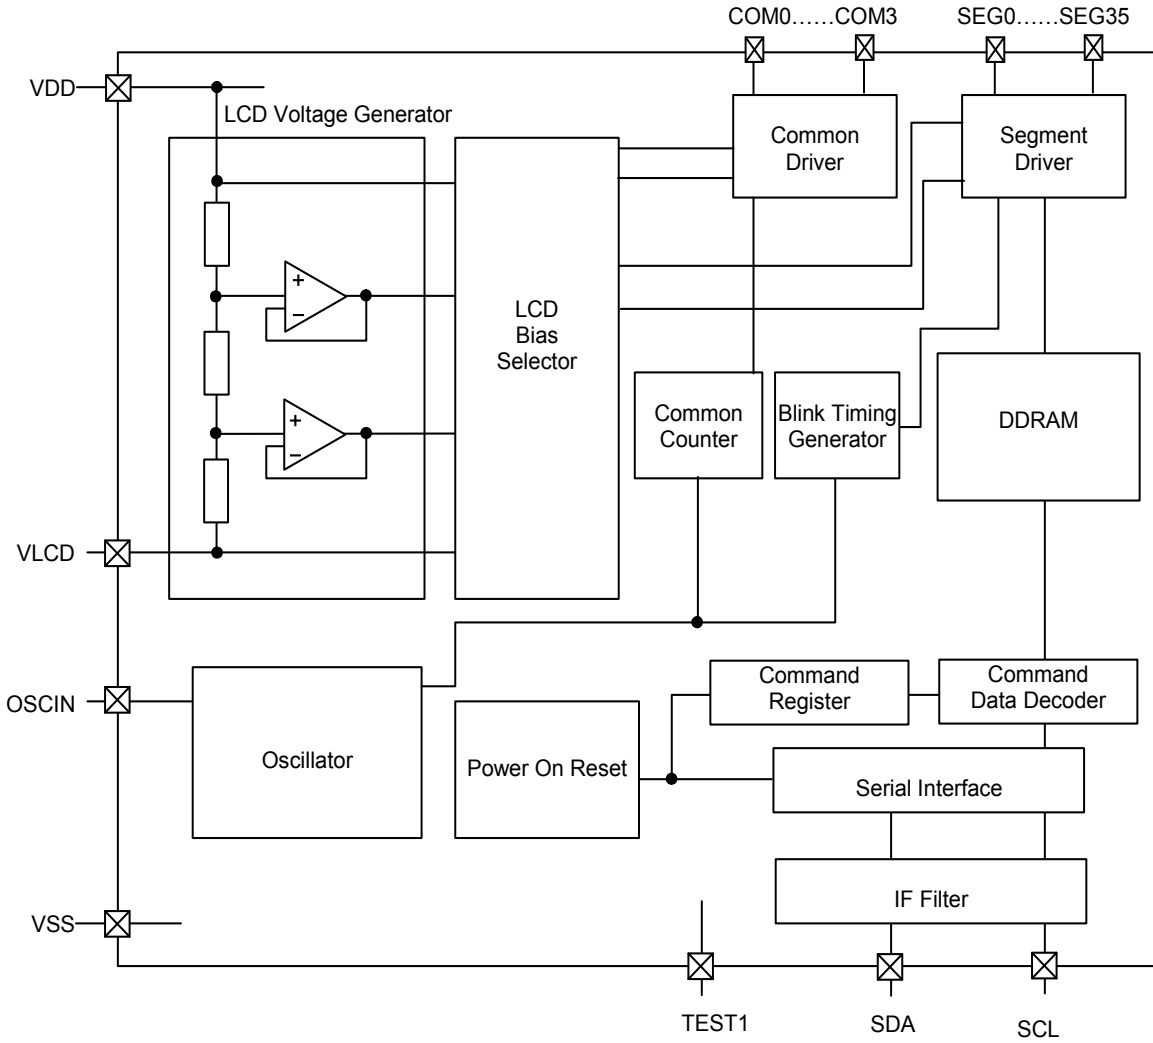 COM0……COM3
SEG0……SEG35
VDD
LCD Voltage Generator
Common
Driver
Segment
Driver
+
−
LCD
Bias
Selector
Common
Counter
Blink Timing
Generator
DDRAM
+
−
VLCD
OSCIN
Oscillator
Power On Reset
Command
Register
Command
Data Decoder
Serial Interface
IF Filter
VSS
TEST1
SDA
SCL